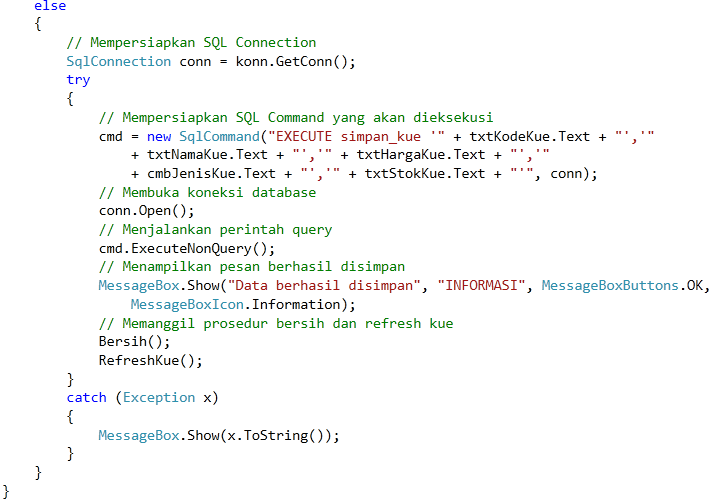 else
{
// Mempersiapkan SQL Connection
SqlConnection conn = konn.GetConn();
try
{
// Mempersiapkan SQL Command yang akan dieksekusi
cmd = new SqlCommand("EXECUTE simpan_kue '" + txtKodeKue.Text + "','"
+ txtNamaKue.Text + "','" + txtHargaKue.Text + "','"
+ cmbJenisKue.Text + "','" + txtStokKue.Text + "'", conn);
// Membuka koneksi database
conn.Open();
// Menjalankan perintah query
cmd.ExecuteNonQuery();
// Menampilkan pesan berhasil disimpan
MessageBox.Show("Data berhasil disimpan", "INFORMASI", MessageBoxButtons.OK,
MessageBoxIcon.Information);
// Memanggil prosedur bersih dan refresh kue
Bersih();
RefreshKue();
}
catch (Exception x)
{
MessageBox.Show(x.ToString());
}
}
}